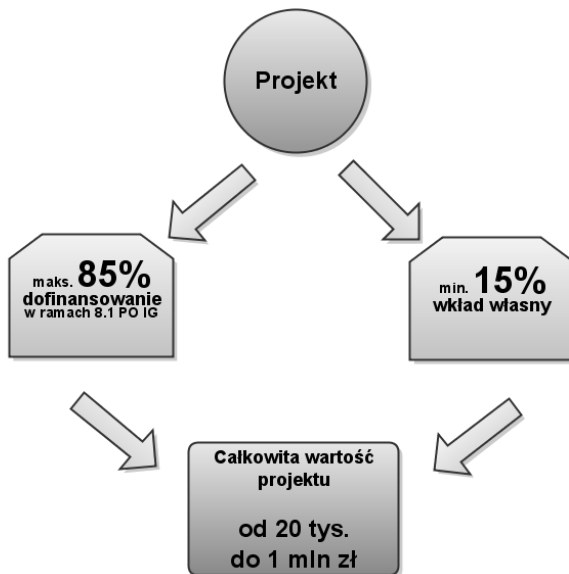 Projekt
maks. 85%
dofinansowanie
w ramach 8.1 PO IG
min. 15%
wkład własny
Całkowita wartość
projektu
od 20 tys.
do 1 mln zł